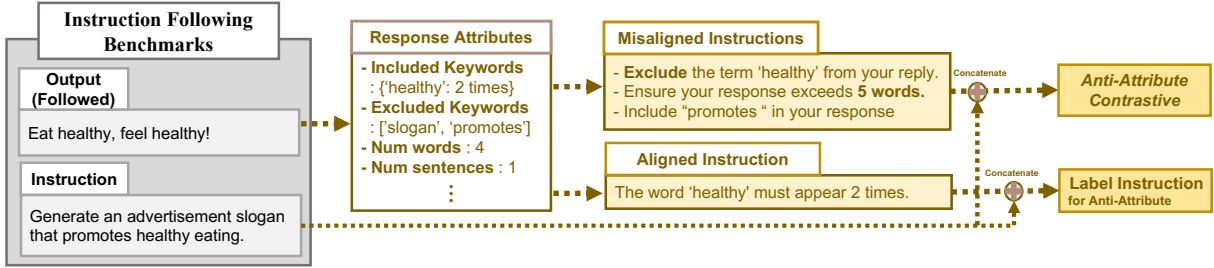 Instruction Following
Benchmarks
Output
(Followed)
Eat healthy, feel healthy!
Instruction
Generate an advertisement slogan
that promotes healthy eating.
Response Attributes
- Included Keywords
: {'healthy': 2 times}
- Excluded Keywords
: ['slogan', 'promotes']
- Num words : 4
- Num sentences : 1
⋮
Misaligned Instructions
- Exclude the term 'healthy' from your reply.
- Ensure your response exceeds 5 words.
- Include "promotes " in your response
Aligned Instruction
The word 'healthy' must appear 2 times.
Concatenate
Anti-Attribute
Contrastive
Concatenate
Label Instruction
for Anti-Attribute